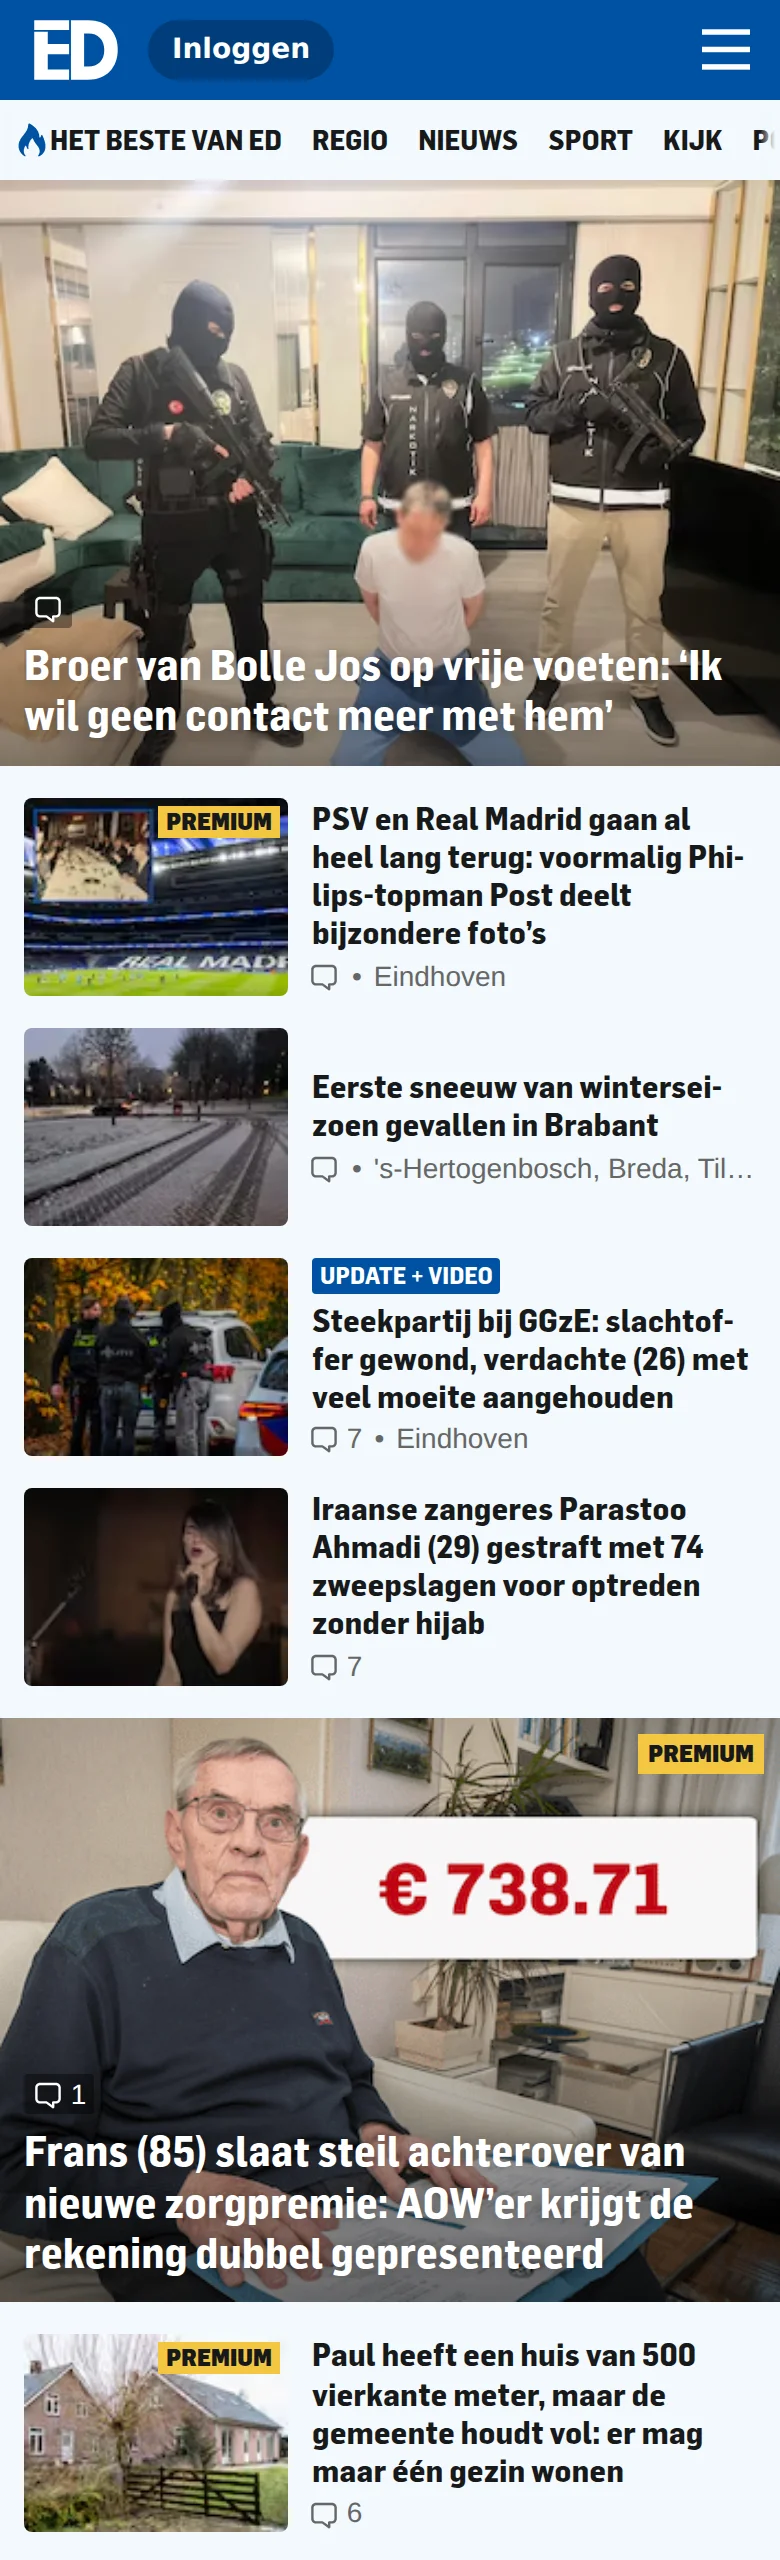 ED Inloggen
HET BESTE VAN ED REGIO NIEUWS SPORT KIJK
NARKOTIK
Broer van Bolle Jos op vrije voeten: ‘Ik
wil geen contact meer met hem’
PREMIUM
REAL MADR
PSV en Real Madrid gaan al
heel lang terug: voormalig Phi-
lips-topman Post deelt
bijzondere foto’s
• Eindhoven
Eerste sneeuw van wintersei-
zoen gevallen in Brabant
• 's-Hertogenbosch, Breda, Til…
UPDATE + VIDEO
Steekpartij bij GGzE: slachtof-
fer gewond, verdachte (26) met
veel moeite aangehouden
7 • Eindhoven
Iraanse zangeres Parastoo
Ahmadi (29) gestraft met 74
zweepslagen voor optreden
zonder hijab
7
PREMIUM
€ 738.71
1
Frans (85) slaat steil achterover van
nieuwe zorgpremie: AOW’er krijgt de
rekening dubbel gepresenteerd
PREMIUM
Paul heeft een huis van 500
vierkante meter, maar de
gemeente houdt vol: er mag
maar één gezin wonen
6